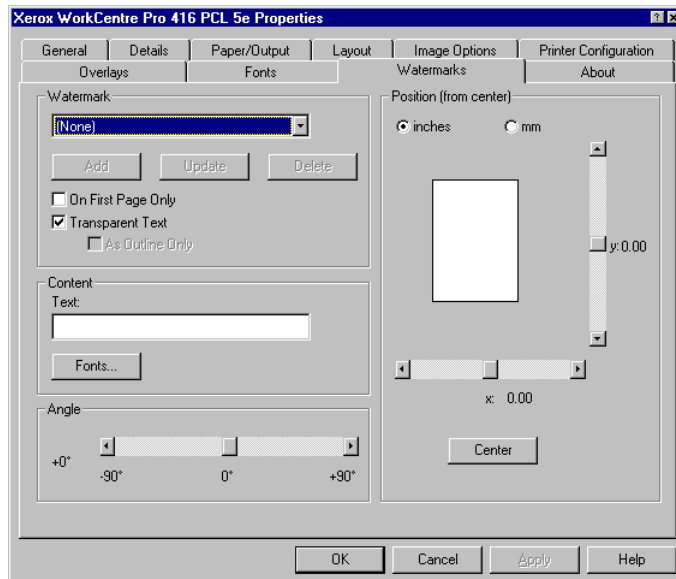 Xerox WorkCentre Pro 416 PCL 5e Properties
General Details Paper/Output Layout Image Options Printer Configuration
Overlays Fonts Watermarks About
Watermark
(None)
Add Update Delete
On First Page Only
Transparent Text
As Outline Only
Content
Text:
Fonts...
Angle
+0°
-90° 0° +90°
Position (from center)
inches mm
y: 0.00
x: 0.00
Center
OK Cancel Apply Help